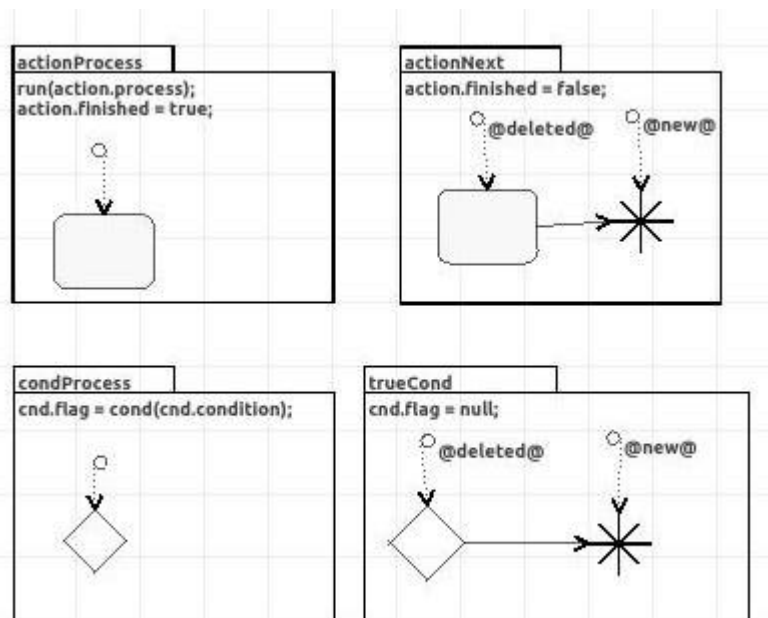 actionProcess
run(action.process);
action.finished = true;
actionNext
action.finished = false;
@deleted@
@new@
condProcess
cnd.flag = cond(cnd.condition);
trueCond
cnd.flag = null;
@deleted@
@new@